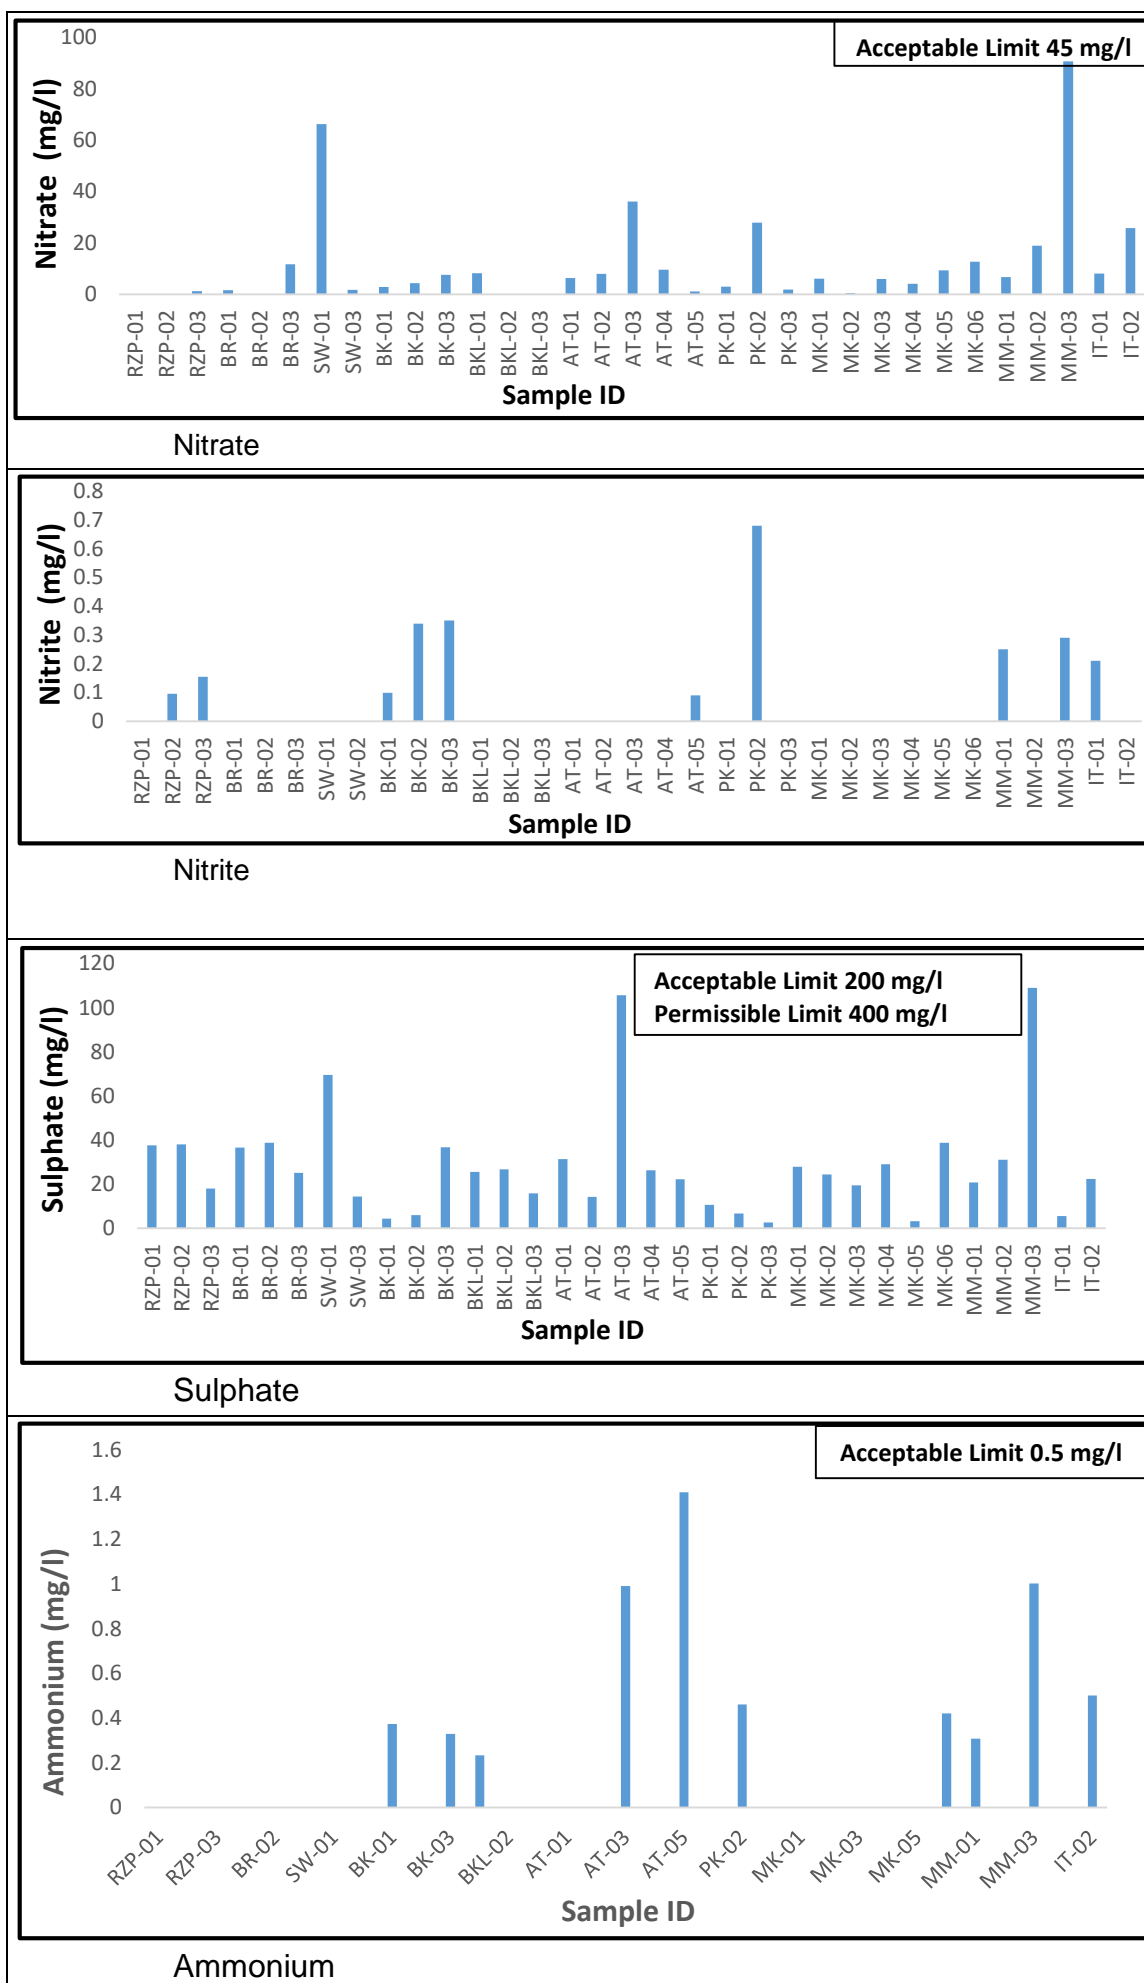 Acceptable Limit 45 mg/l
100
80
60
40
20
0
Nitrate (mg/l)
RZP-01
RZP-02
RZP-03
BR-01
BR-02
BR-03
SW-01
SW-03
BK-01
BK-02
BK-03
BKL-01
BKL-02
BKL-03
AT-01
AT-02
AT-03
AT-04
AT-05
PK-01
PK-02
PK-03
MK-01
MK-02
MK-03
MK-04
MK-05
MK-06
MM-01
MM-02
MM-03
IT-01
IT-02
Sample ID
Nitrate
0.8
0.7
0.6
0.5
0.4
0.3
0.2
0.1
0
Nitrite (mg/l)
RZP-01
RZP-02
RZP-03
BR-01
BR-02
BR-03
SW-01
SW-02
BK-01
BK-02
BK-03
BKL-01
BKL-02
BKL-03
AT-01
AT-02
AT-03
AT-04
AT-05
PK-01
PK-02
PK-03
MK-01
MK-02
MK-03
MK-04
MK-05
MK-06
MM-01
MM-02
MM-03
IT-01
IT-02
Sample ID
Nitrite
Acceptable Limit 200 mg/l
Permissible Limit 400 mg/l
120
100
80
60
40
20
0
Sulphate (mg/l)
RZP-01
RZP-02
RZP-03
BR-01
BR-02
BR-03
SW-01
SW-03
BK-01
BK-02
BK-03
BKL-01
BKL-02
BKL-03
AT-01
AT-02
AT-03
AT-04
AT-05
PK-01
PK-02
PK-03
MK-01
MK-02
MK-03
MK-04
MK-05
MK-06
MM-01
MM-02
MM-03
IT-01
IT-02
Sample ID
Sulphate
Acceptable Limit 0.5 mg/l
1.6
1.4
1.2
1
0.8
0.6
0.4
0.2
0
Ammonium (mg/l)
RZP-01
RZP-03
BR-02
SW-01
BK-01
BK-03
BKL-02
AT-01
AT-03
AT-05
PK-02
MK-01
MK-03
MK-05
MM-01
MM-03
IT-02
Sample ID
Ammonium